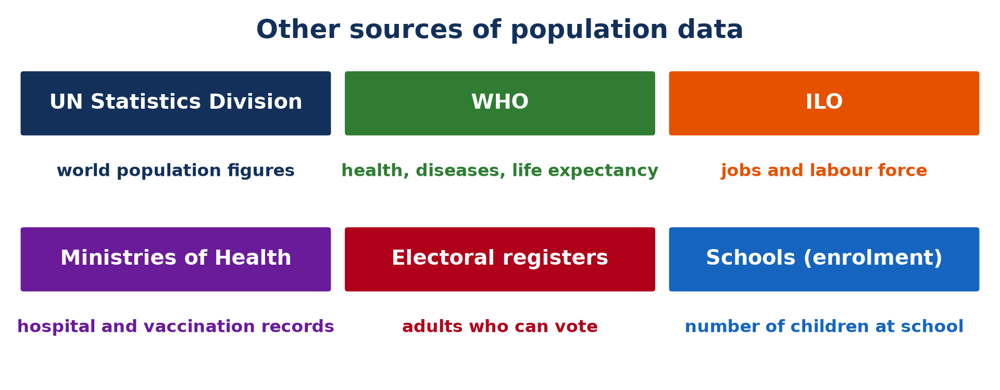 Other sources of population data
UN Statistics Division
WHO
ILO
world population figures
health, diseases, life expectancy
jobs and labour force
Ministries of Health
Electoral registers
Schools (enrolment)
hospital and vaccination records
adults who can vote
number of children at school